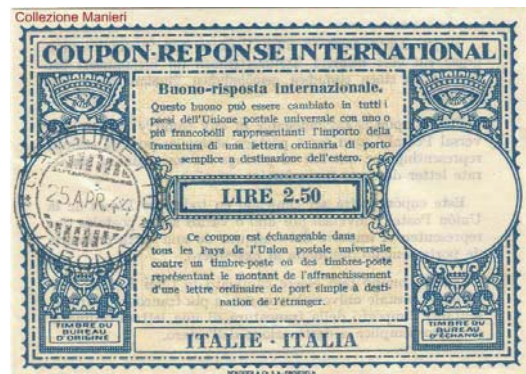 Collezione Manieri
COUPON-REPONSE INTERNATIONAL
Buono-risposta internazionale.
Questo buono può essere cambiato in tutti i
paesi dell'Unione postale universale con uno o
più francobolli rappresentanti l'importo della
francatura di una lettera ordinaria di porto
semplice a destinazione dell'estero.
SANGUINETTO
25.APR.44
VERONA
LIRE 2.50
Ce coupon est échangeable dans
tous les Pays de l'Union postale universelle
contre un timbre-poste ou des timbres-poste
représentant le montant de l'affranchissement
d'une lettre ordinaire de port simple à desti-
nation de l'étranger.
TIMBRE DU
BUREAU
D'ORIGINE
TIMBRE DU
BUREAU
D'ÉCHANGE
ITALIE - ITALIA